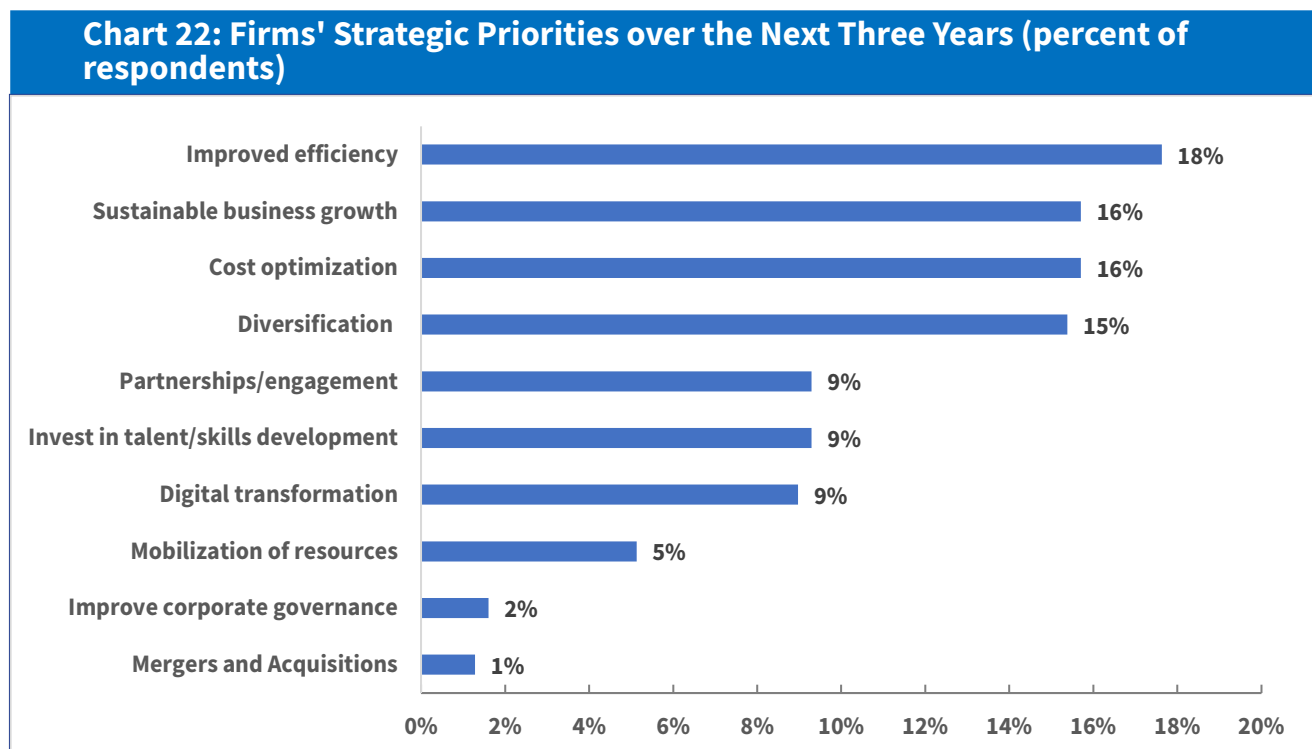 Chart 22: Firms' Strategic Priorities over the Next Three Years (percent of
respondents)
Improved efficiency 18%
Sustainable business growth 16%
Cost optimization 16%
Diversification 15%
Partnerships/engagement 9%
Invest in talent/skills development 9%
Digital transformation 9%
Mobilization of resources 5%
Improve corporate governance 2%
Mergers and Acquisitions 1%
0% 2% 4% 6% 8% 10% 12% 14% 16% 18% 20%